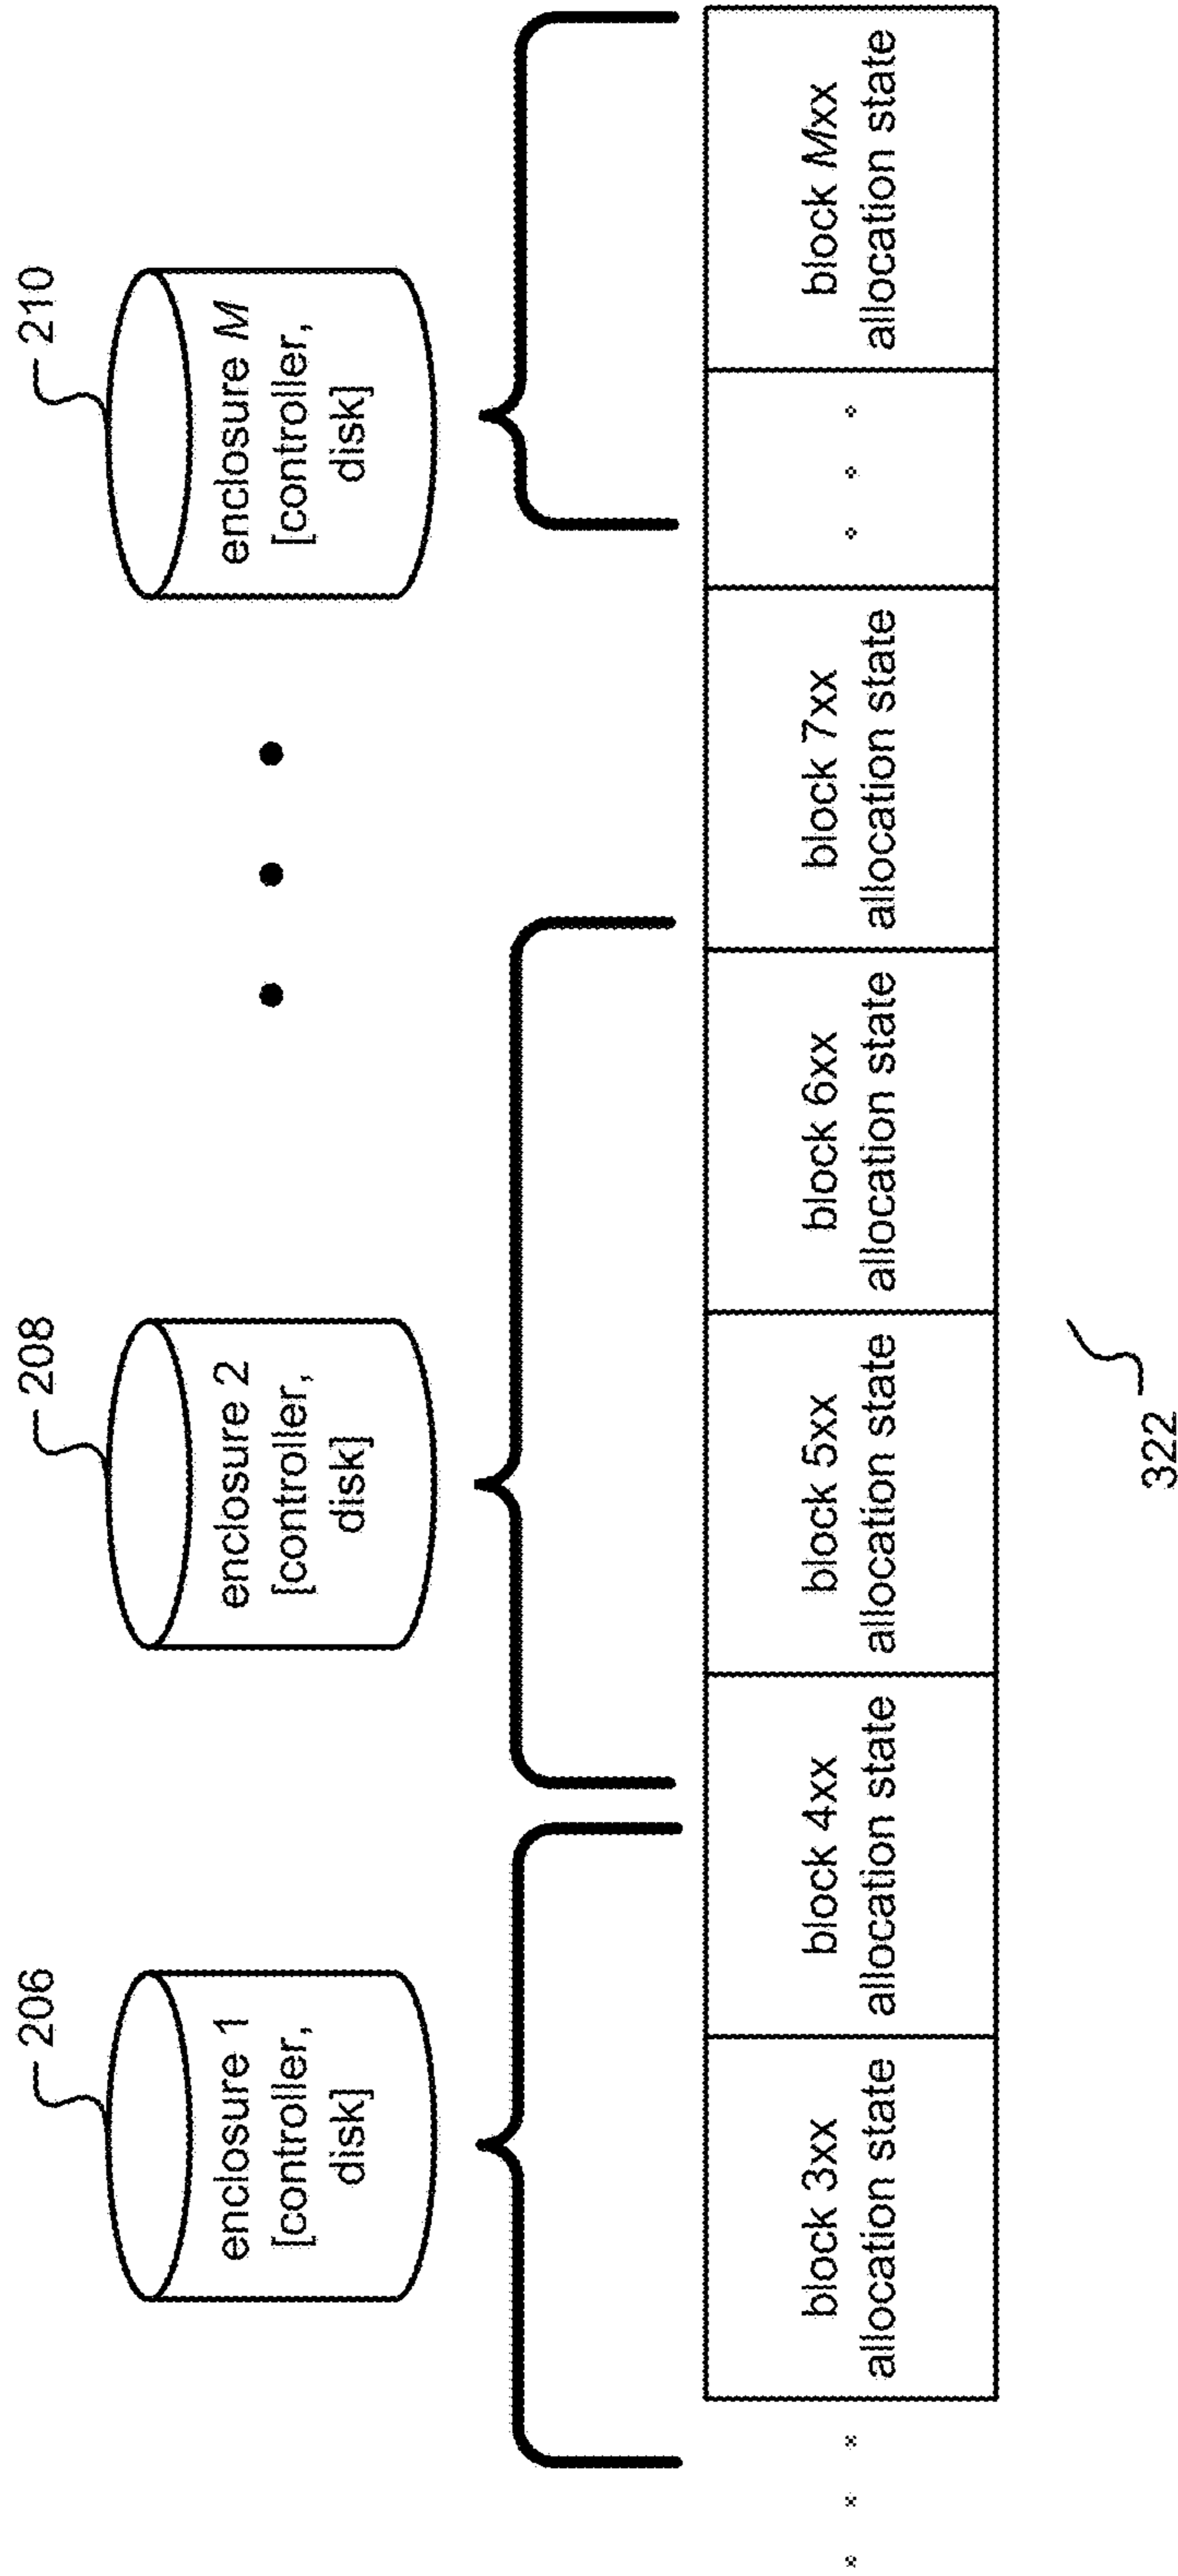 206
enclosure 1
[controller,
disk]
208
enclosure 2
[controller,
disk]
• • •
210
enclosure M
[controller,
disk]
block 3xx
allocation state
block 4xx
allocation state
block 5xx
allocation state
block 6xx
allocation state
block 7xx
allocation state
block Mxx
allocation state
322